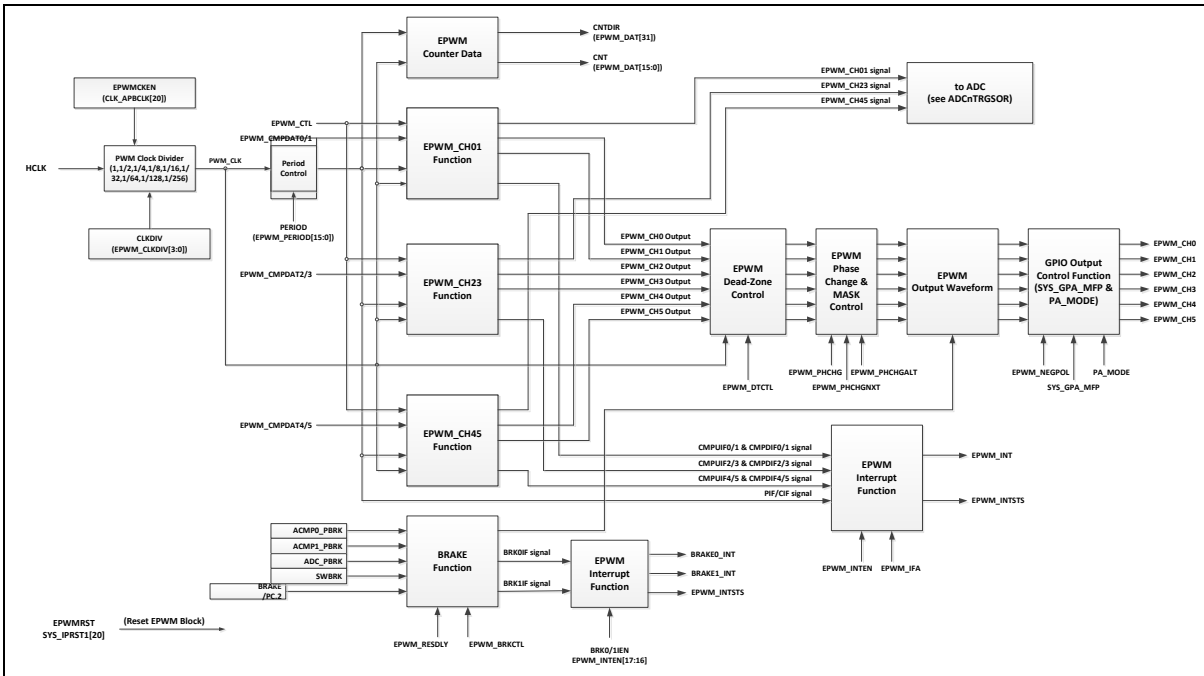 EPWM
Counter Data
CNTDIR
(EPWM_DAT[31])
CNT
(EPWM_DAT[15:0])
EPWMCKEN
(CLK_APBCLK[20])
HCLK
PWM Clock Divider
(1,1/2,1/4,1/8,1/16,1/
32,1/64,1/128,1/256)
PWM_CLK
CLKDIV
(EPWM_CLKDIV[3:0])
EPWM_CTL
EPWM_CMPDAT0/1
Period
Control
PERIOD
(EPWM_PERIOD[15:0])
EPWM_CH01
Function
EPWM_CH01 signal
EPWM_CH23 signal
EPWM_CH45 signal
to ADC
(see ADCnTRGSOR)
EPWM_CMPDAT2/3
EPWM_CH23
Function
EPWM_CH0 Output
EPWM_CH1 Output
EPWM_CH2 Output
EPWM_CH3 Output
EPWM_CH4 Output
EPWM_CH5 Output
EPWM
Dead-Zone
Control
EPWM_DTCTL
EPWM
Phase
Change &
MASK
Control
EPWM_PHCHG
EPWM_PHCHGALT
EPWM_PHCHGNXT
EPWM
Output Waveform
GPIO Output
Control Function
(SYS_GPA_MFP &
PA_MODE)
EPWM_NEGPOL
PA_MODE
SYS_GPA_MFP
EPWM_CH0
EPWM_CH1
EPWM_CH2
EPWM_CH3
EPWM_CH4
EPWM_CH5
EPWM_CMPDAT4/5
EPWM_CH45
Function
CMPUIF0/1 & CMPDIF0/1 signal
CMPUIF2/3 & CMPDIF2/3 signal
CMPUIF4/5 & CMPDIF4/5 signal
PIF/CIF signal
EPWM
Interrupt
Function
EPWM_INT
EPWM_INTSTS
EPWM_INTEN
EPWM_IFA
ACMP0_PBRK
ACMP1_PBRK
ADC_PBRK
SWBRK
BRAKE
/PC.2
BRAKE
Function
EPWM_RESDLY
EPWM_BRKCTL
BRK0IF signal
BRK1IF signal
EPWM
Interrupt
Function
BRAKE0_INT
BRAKE1_INT
EPWM_INTSTS
BRK0/1IEN
EPWM_INTEN[17:16]
EPWMRST
SYS_IPRST1[20]
(Reset EPWM Block)